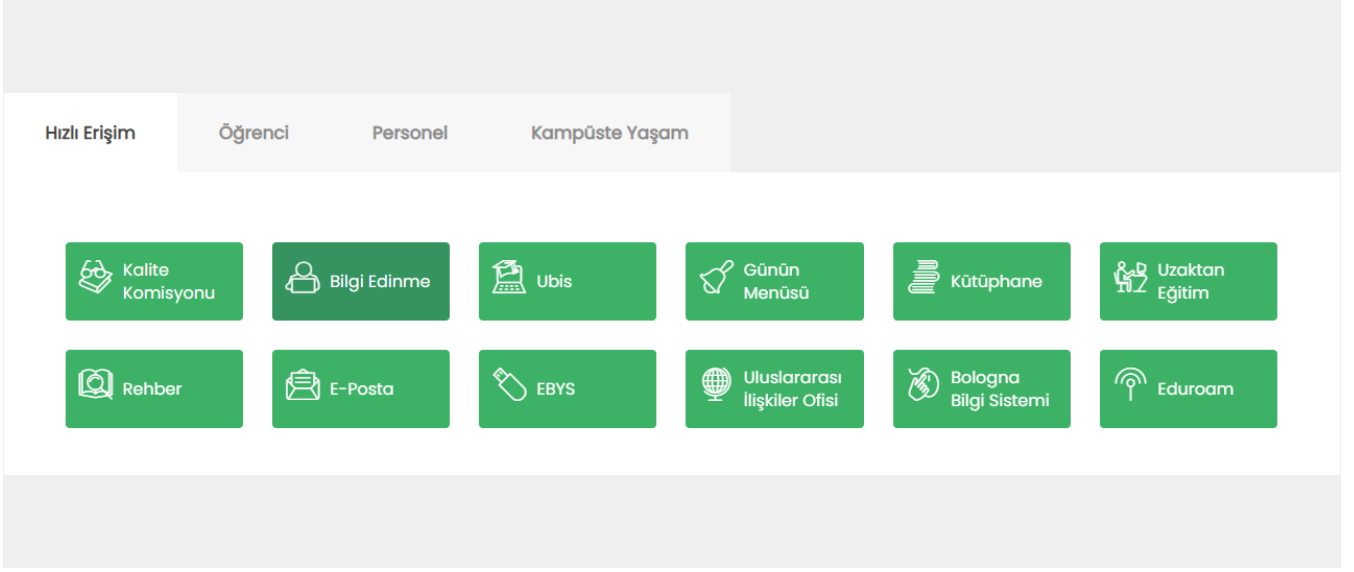 Hızlı Erişim
Öğrenci
Personel
Kampüste Yaşam
Kalite
Komisyonu
Bilgi Edinme
Ubis
Günün
Menüsü
Kütüphane
Uzaktan
Eğitim
Rehber
E-Posta
EBYS
Uluslararası
İlişkiler Ofisi
Bologna
Bilgi Sistemi
Eduroam